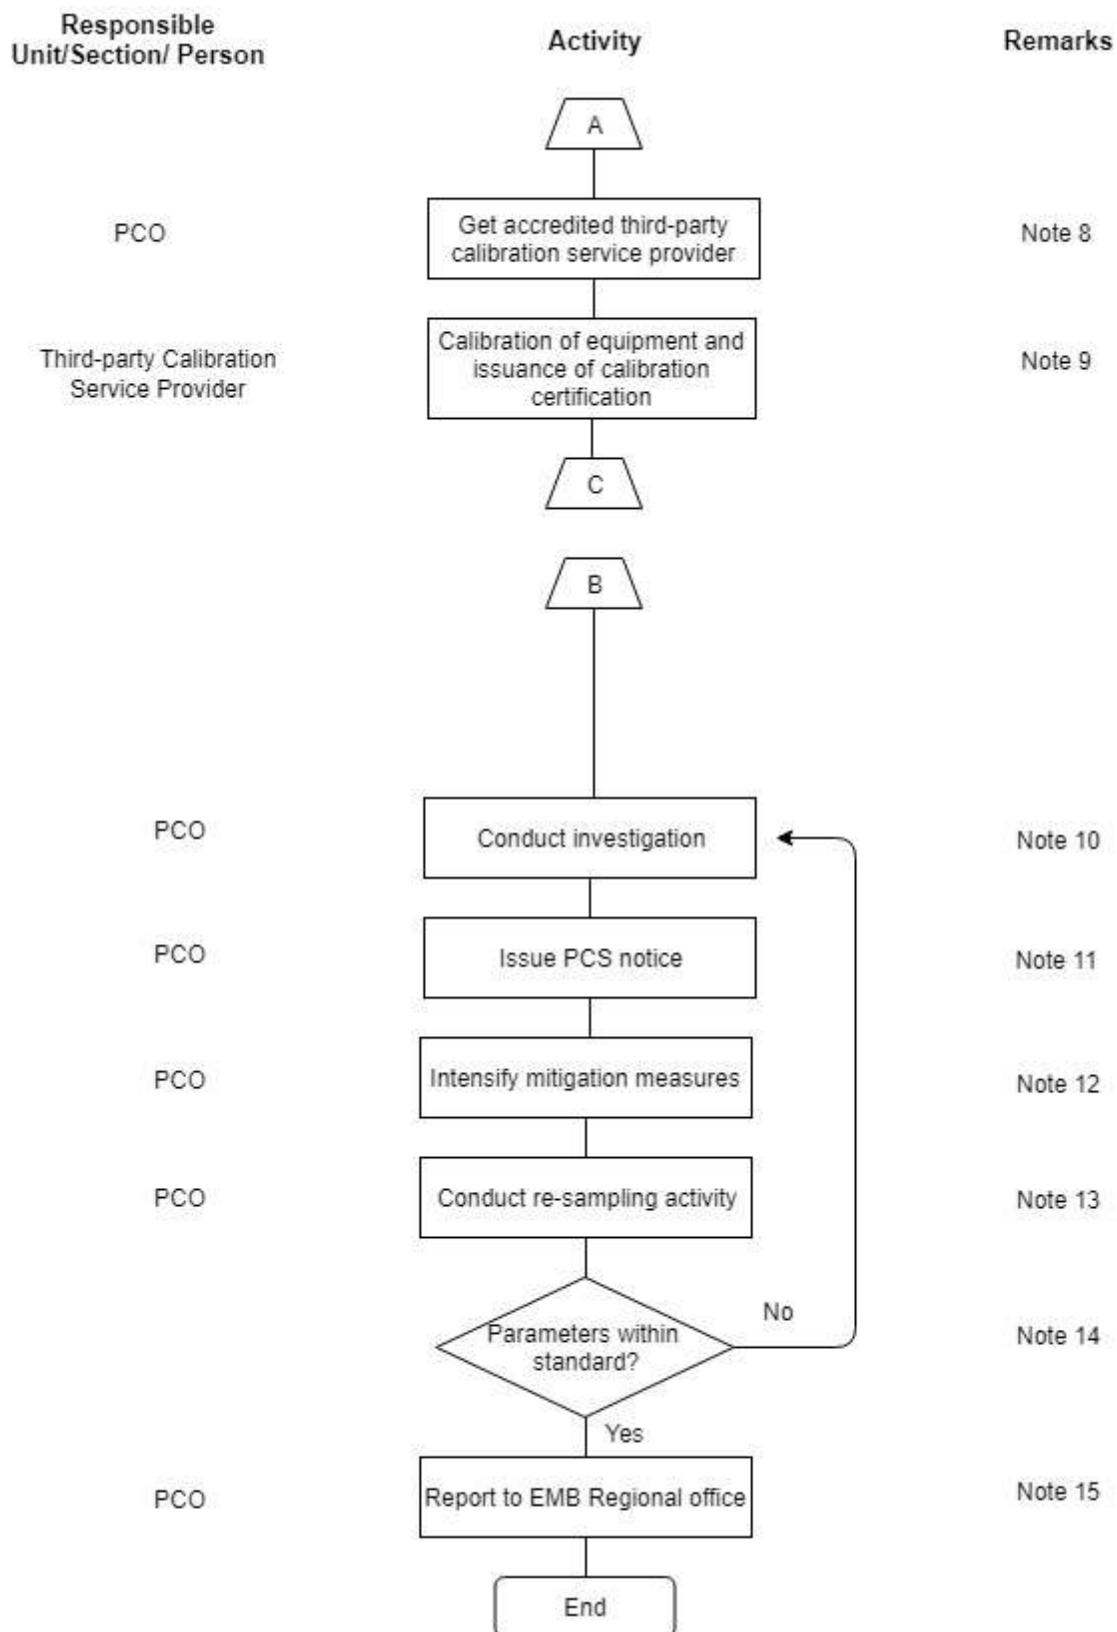 Responsible
Unit/Section/ Person
Activity
Remarks
A
PCO
Get accredited third-party
calibration service provider
Note 8
Third-party Calibration
Service Provider
Calibration of equipment and
issuance of calibration
certification
Note 9
C
B
PCO
Conduct investigation
Note 10
PCO
Issue PCS notice
Note 11
PCO
Intensify mitigation measures
Note 12
PCO
Conduct re-sampling activity
Note 13
No
Parameters within
standard?
Note 14
Yes
PCO
Report to EMB Regional office
Note 15
End